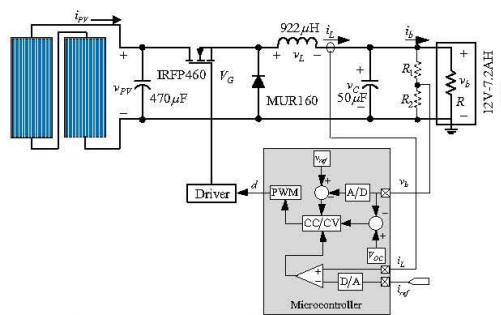 i_PV
922μH
i_L
i_b
+
+ v_L −
+
+
IRFP460
V_G
R_1
v_PV
470μF
MUR160
v_C
50μF
R_2
v_b
R
−
−
−
12V-7.2AH
v_ref
+
−
Driver
d
PWM
A/D
v_b
CC/CV
−
+
V_OC
+
−
i_L
D/A
i_ref
Microcontroller